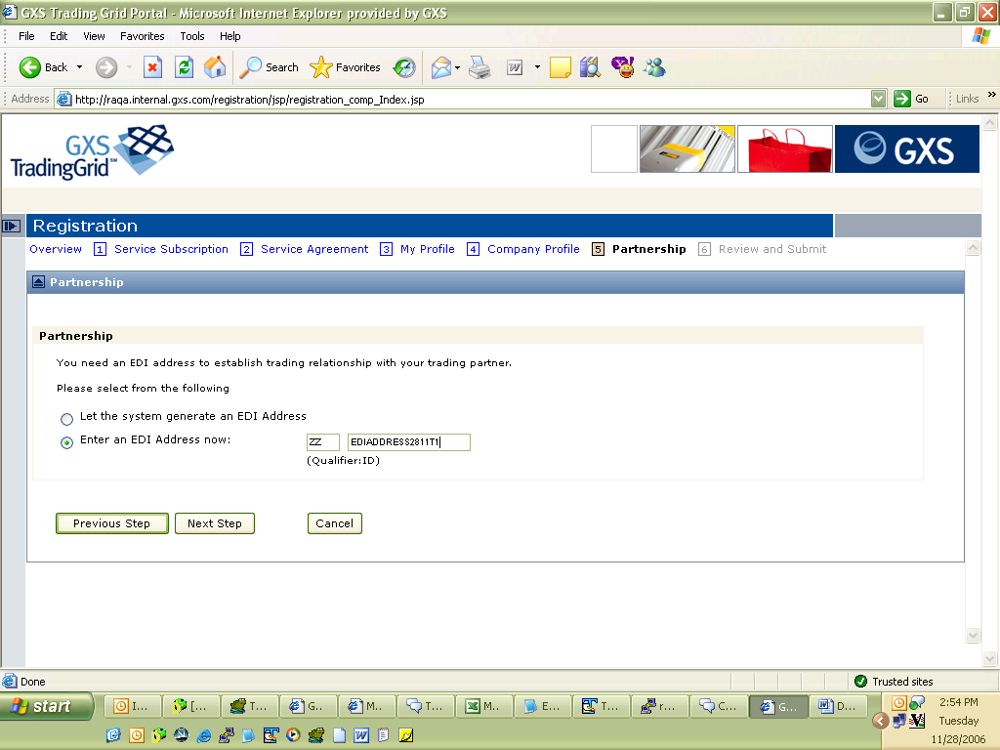 GXS Trading Grid Portal - Microsoft Internet Explorer provided by GXS
File Edit View Favorites Tools Help
Back Search Favorites
Address http://raqa.internal.gxs.com/registration/jsp/registration_comp_Index.jsp Go Links »
GXS
TradingGrid™
GXS
Registration
Overview 1 Service Subscription 2 Service Agreement 3 My Profile 4 Company Profile 5 Partnership 6 Review and Submit
Partnership
Partnership
You need an EDI address to establish trading relationship with your trading partner.
Please select from the following
Let the system generate an EDI Address
Enter an EDI Address now: ZZ EDIADDRESS2811T1
(Qualifier:ID)
Previous Step Next Step Cancel
Done Trusted sites
start I... [... T... G... M... T... M... E... T... r... C... G... D... 2:54 PM
Tuesday
11/28/2006